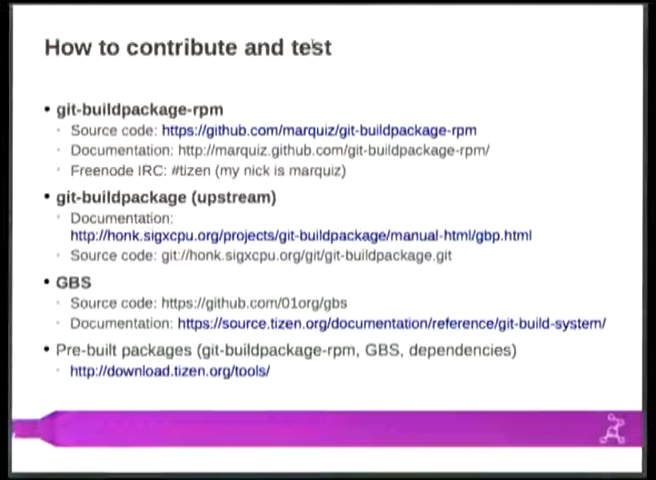 How to contribute and test
• git-buildpackage-rpm
Source code: https://github.com/marquiz/git-buildpackage-rpm
Documentation: http://marquiz.github.com/git-buildpackage-rpm/
Freenode IRC: #tizen (my nick is marquiz)
• git-buildpackage (upstream)
Documentation:
http://honk.sigxcpu.org/projects/git-buildpackage/manual-html/gbp.html
Source code: git://honk.sigxcpu.org/git/git-buildpackage.git
• GBS
Source code: https://github.com/01org/gbs
Documentation: https://source.tizen.org/documentation/reference/git-build-system/
• Pre-built packages (git-buildpackage-rpm, GBS, dependencies)
http://download.tizen.org/tools/